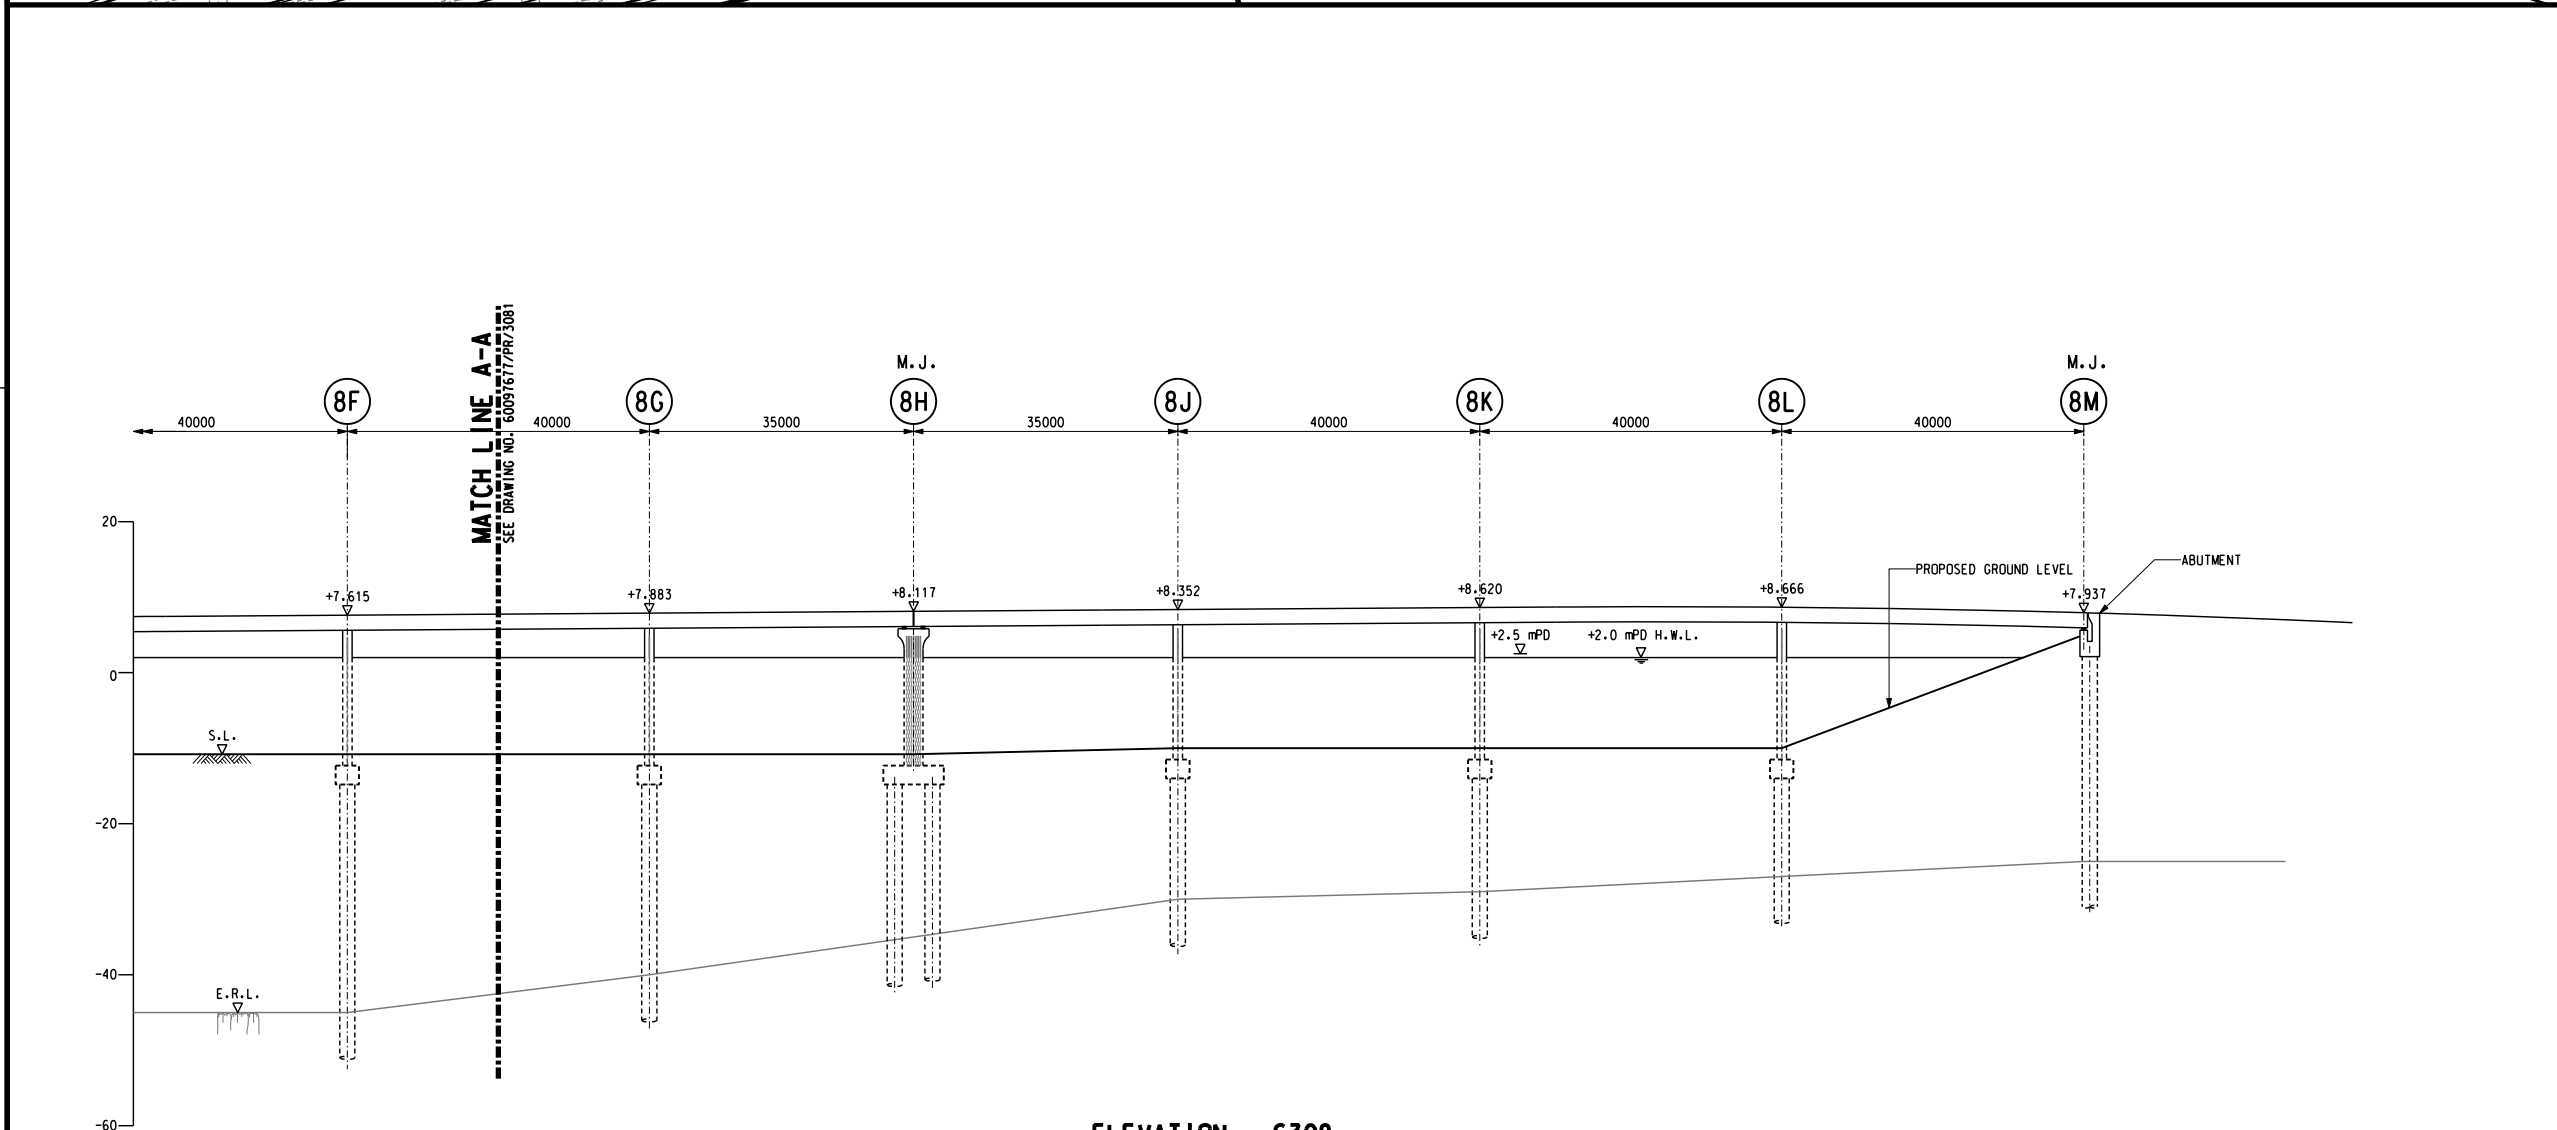 M.J.
M.J.
8F
8G
8H
8J
8K
8L
8M
40000
40000
35000
35000
40000
40000
40000
MATCH LINE A-A
SEE DRAWING NO. 60097677/PR/3081
20
0
-20
-40
-60
+7.615
+7.883
+8.117
+8.352
+8.620
+8.666
+7.937
ABUTMENT
PROPOSED GROUND LEVEL
+2.5 mPD
+2.0 mPD H.W.L.
S.L.
E.R.L.
ELEVATION